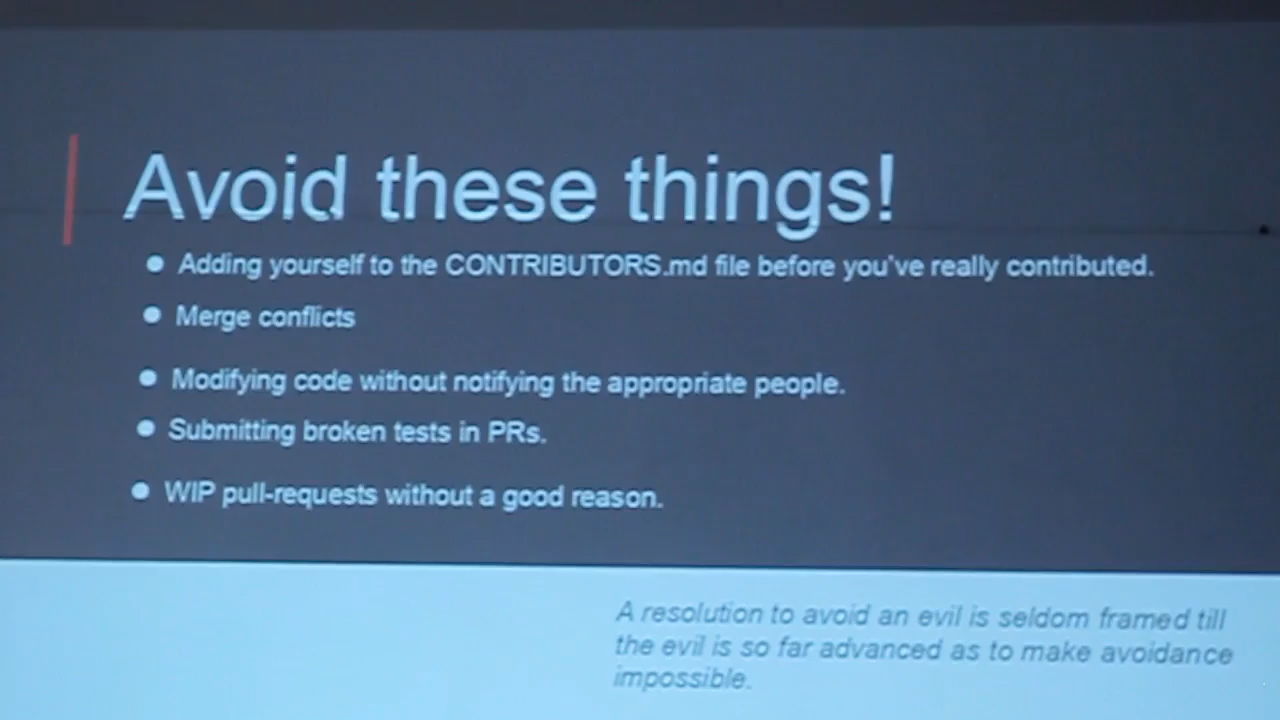 Avoid these things!
● Adding yourself to the CONTRIBUTORS.md file before you've really contributed.
● Merge conflicts
● Modifying code without notifying the appropriate people.
● Submitting broken tests in PRs.
● WIP pull-requests without a good reason.
A resolution to avoid an evil is seldom framed till
the evil is so far advanced as to make avoidance
impossible.